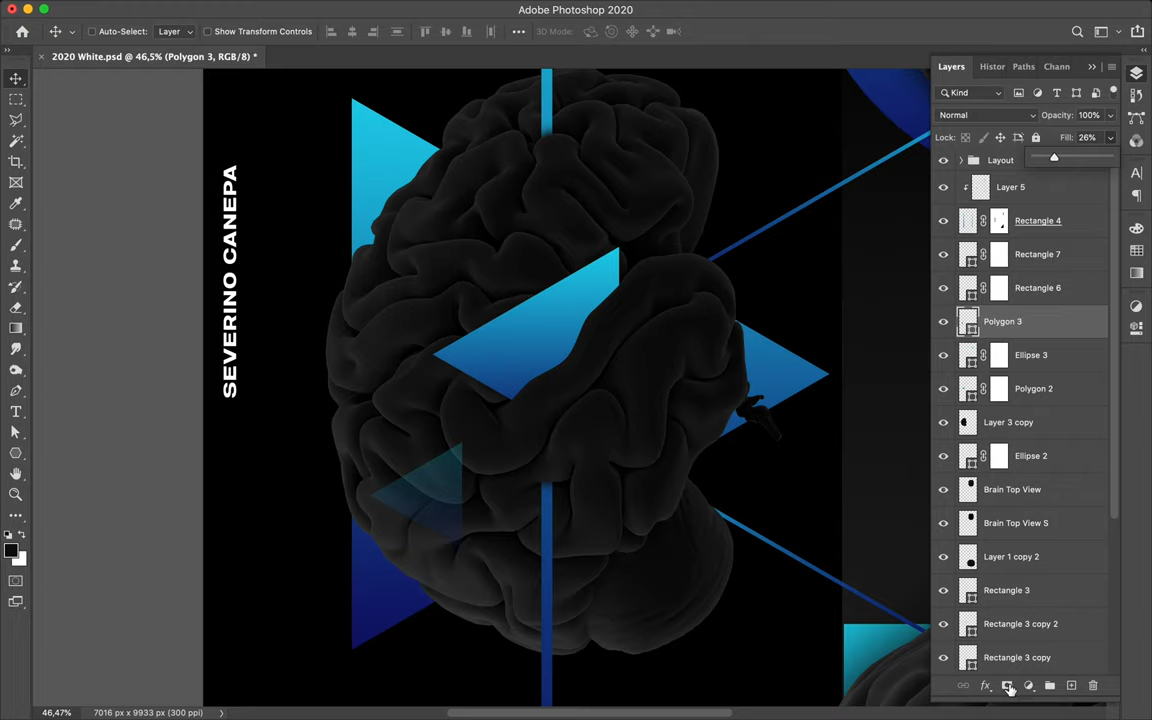 Adobe Photoshop 2020
Auto-Select: Layer Show Transform Controls 3D Mode:
2020 White.psd @ 46,5% (Polygon 3, RGB/8) *
Layers Histor Paths Chann
Kind
Normal Opacity: 100%
Lock: Fill: 26%
Layout
Layer 5
Rectangle 4
Rectangle 7
Rectangle 6
Polygon 3
Ellipse 3
Polygon 2
Layer 3 copy
Ellipse 2
Brain Top View
Brain Top View S
Layer 1 copy 2
Rectangle 3
Rectangle 3 copy 2
Rectangle 3 copy
fx
SEVERINO CANEPA
46,47% 7016 px x 9933 px (300 ppi)